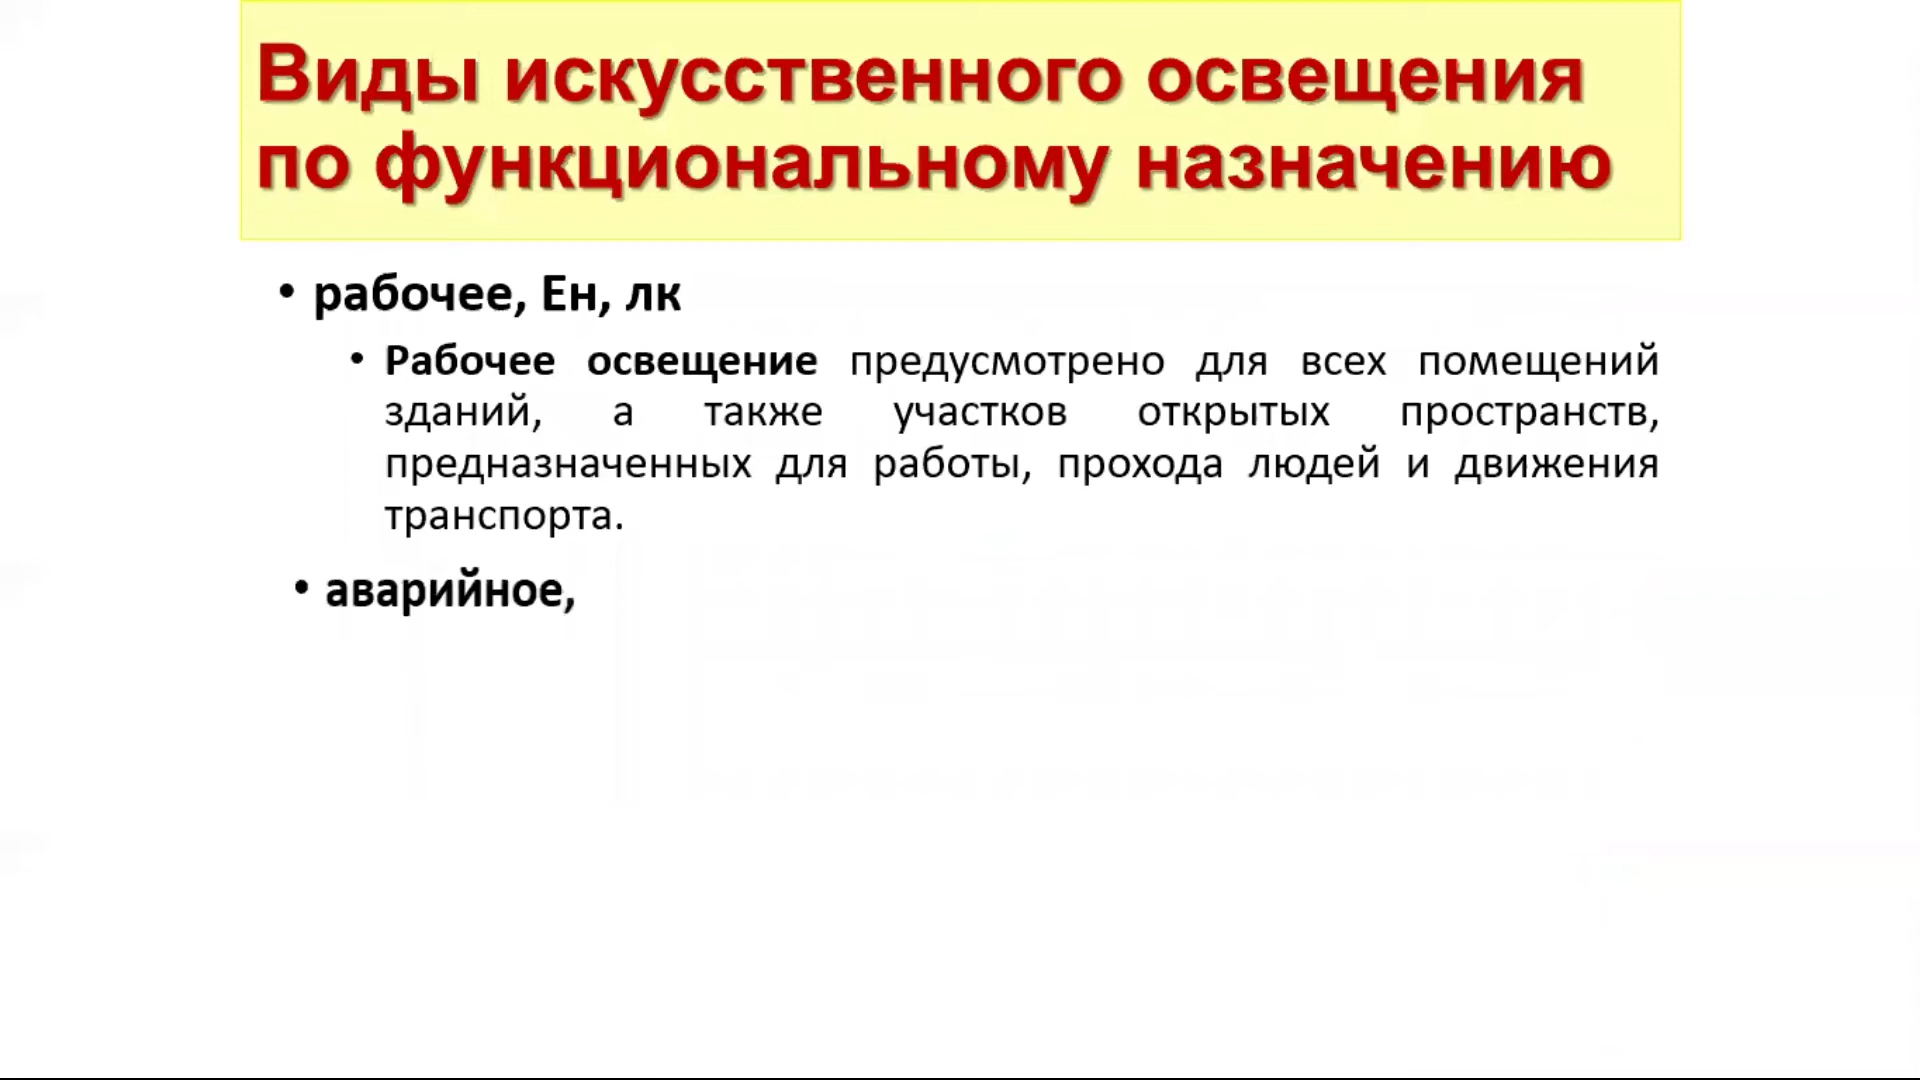 Виды искусственного освещения
по функциональному назначению
• рабочее, Ен, лк
• Рабочее освещение предусмотрено для всех помещений
зданий, а также участков открытых пространств,
предназначенных для работы, прохода людей и движения
транспорта.
• аварийное,